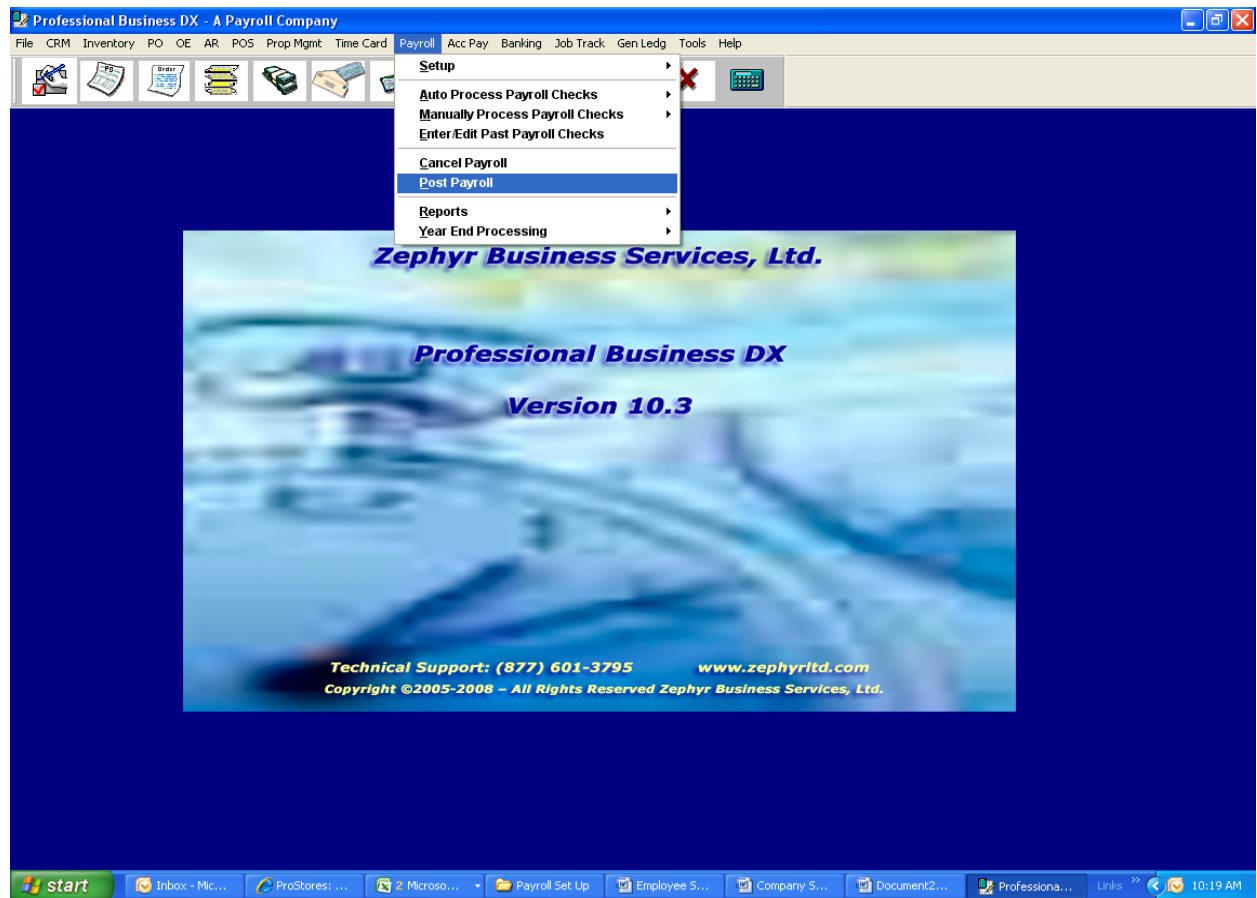 Professional Business DX - A Payroll Company
File CRM Inventory PO OE AR POS Prop Mgmt Time Card Payroll Acc Pay Banking Job Track Gen Ledg Tools Help
Setup
Auto Process Payroll Checks
Manually Process Payroll Checks
Enter/Edit Past Payroll Checks
Cancel Payroll
Post Payroll
Reports
Year End Processing
Zephyr Business Services, Ltd.
Professional Business DX
Version 10.3
Technical Support: (877) 601-3795 www.zephyrltd.com
Copyright ©2005-2008 – All Rights Reserved Zephyr Business Services, Ltd.
start Inbox - Mic... ProStores: ... 2 Microso... Payroll Set Up Employee S... Company S... Document2... Professiona... Links » 10:19 AM